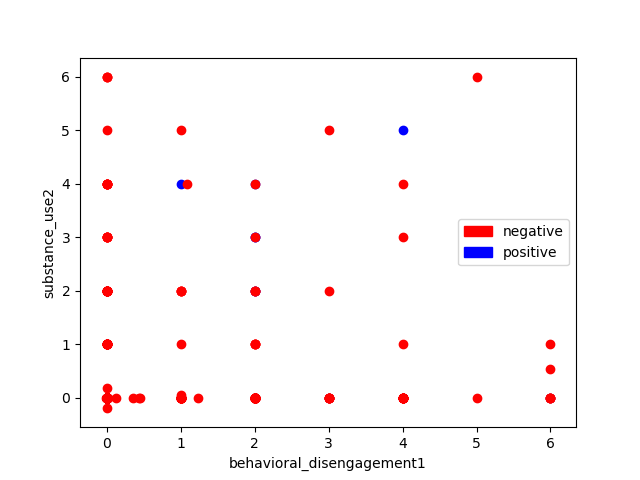 6
5
4
3
2
1
0
substance_use2
negative
positive
0 1 2 3 4 5 6
behavioral_disengagement1